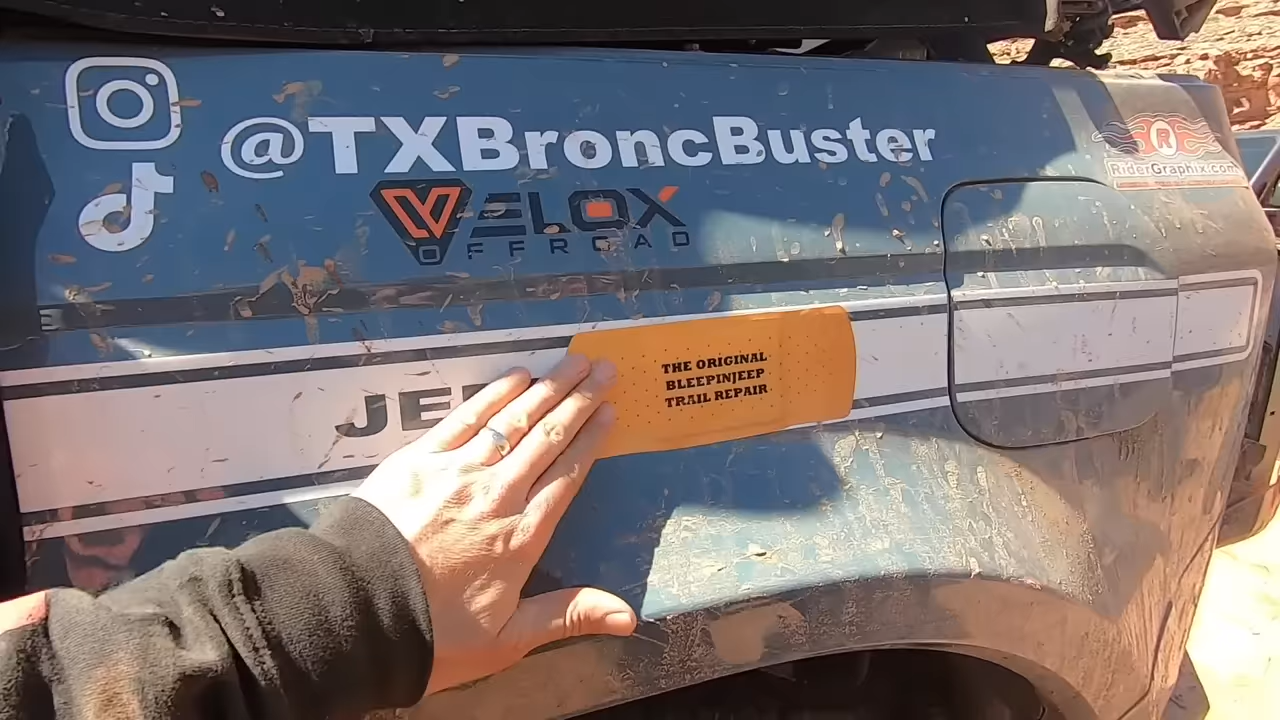 @TXBroncBuster
VELOX
OFFROAD
R
RiderGraphix.com
THE ORIGINAL
BLEEPINJEEP
TRAIL REPAIR
JE